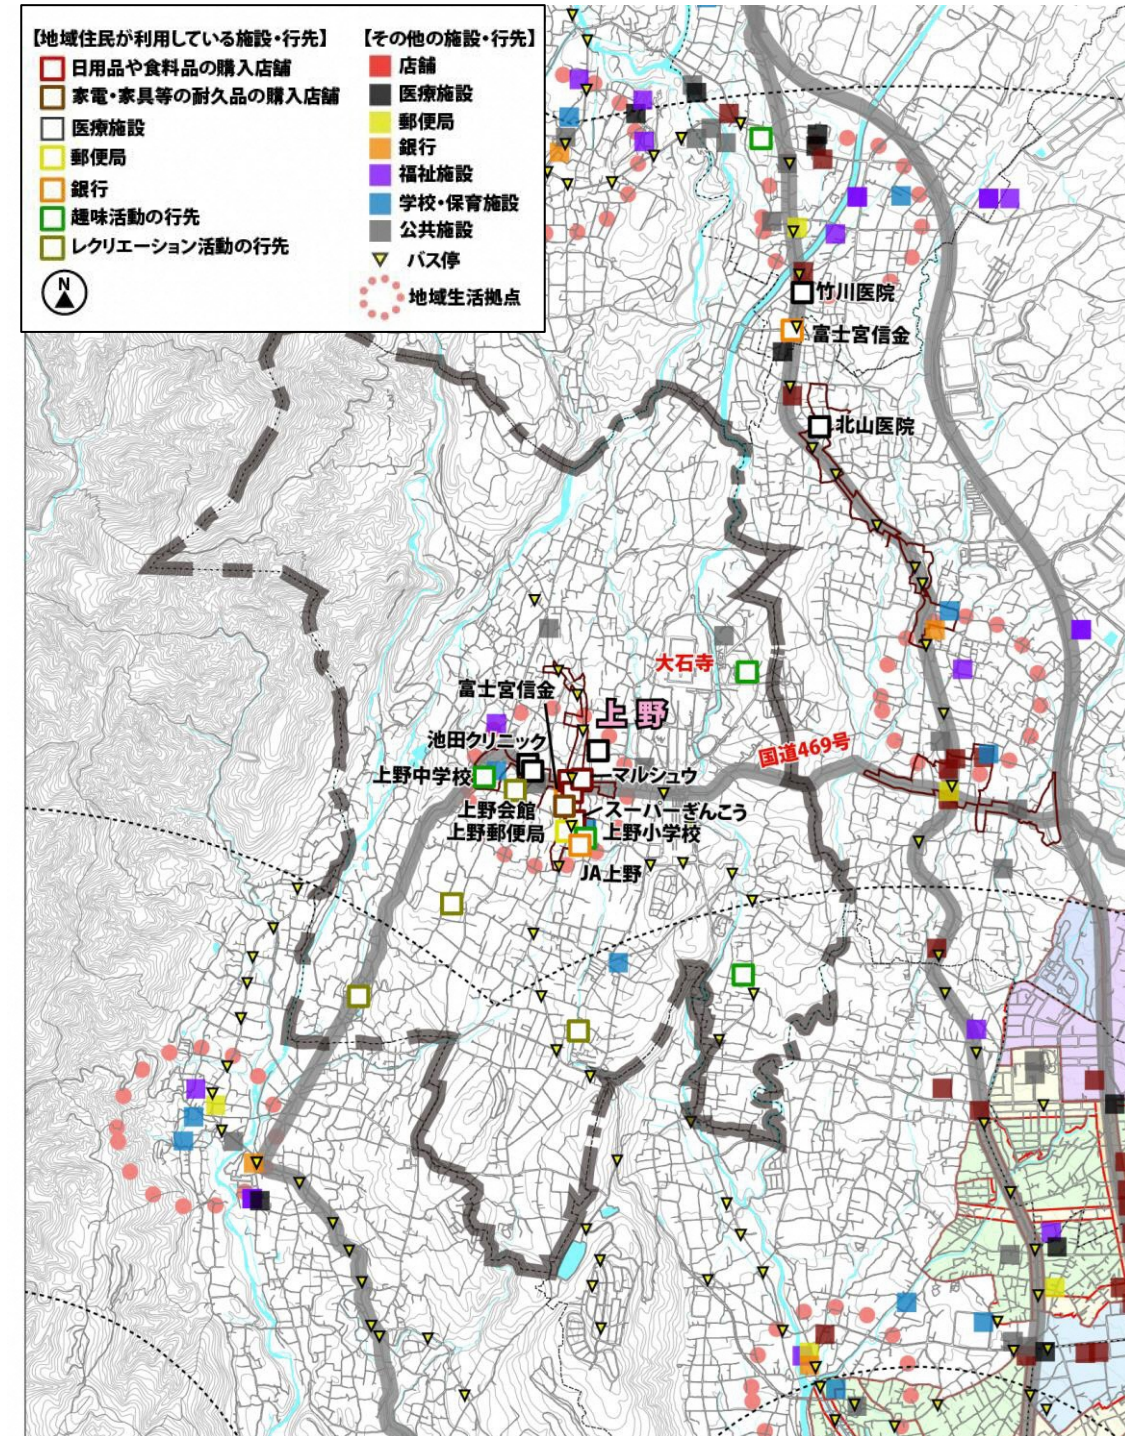 【地域住民が利用している施設・行先】
日用品や食料品の購入店舗
家電・家具等の耐久品の購入店舗
医療施設
郵便局
銀行
趣味活動の行先
レクリエーション活動の行先
N
【その他の施設・行先】
店舗
医療施設
郵便局
銀行
福祉施設
学校・保育施設
公共施設
バス停
地域生活拠点
竹川医院
富士宮信金
北山医院
大石寺
富士宮信金
上野
池田クリニック
国道469号
上野中学校
マルシュウ
上野会館
スーパーぎんこう
上野郵便局
上野小学校
JA上野